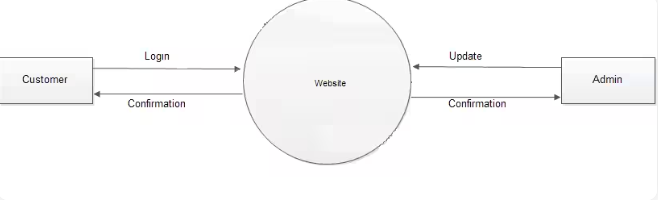 Login
Update
Customer
Website
Admin
Confirmation
Confirmation